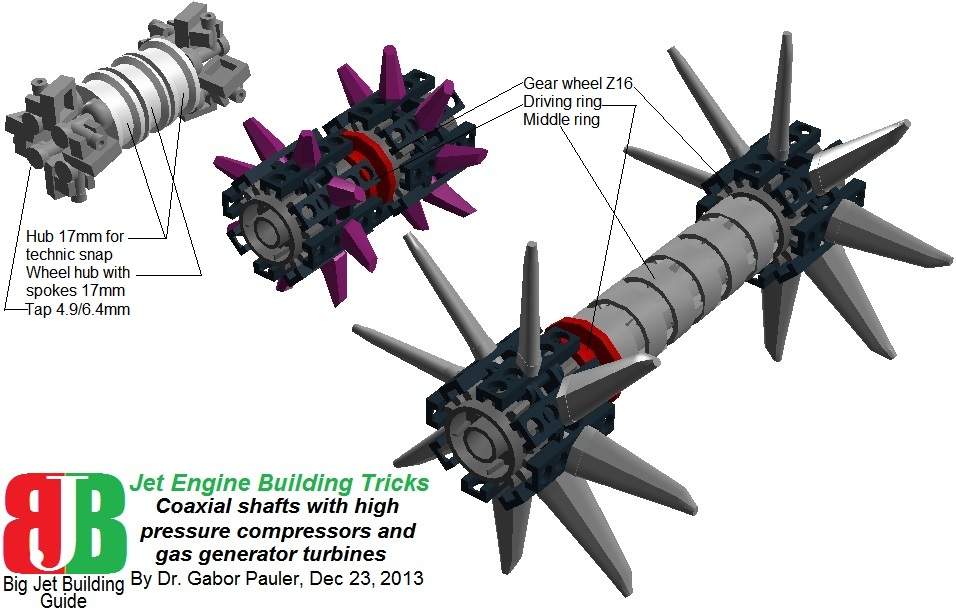 Gear wheel Z16
Driving ring
Middle ring
Hub 17mm for
technic snap
Wheel hub with
spokes 17mm
Tap 4.9/6.4mm
BJB
Big Jet Building
Guide
Jet Engine Building Tricks
Coaxial shafts with high
pressure compressors and
gas generator turbines
By Dr. Gabor Pauler, Dec 23, 2013